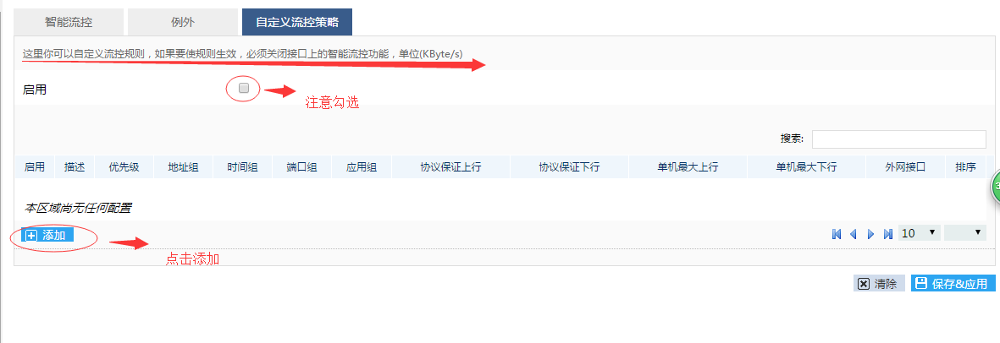 智能流控 例外 自定义流控策略
这里你可以自定义流控规则，如果要使规则生效，必须关闭接口上的智能流控功能，单位(KByte/s)
启用
注意勾选
搜索:
启用 描述 优先级 地址组 时间组 端口组 应用组 协议保证上行 协议保证下行 单机最大上行 单机最大下行 外网接口 排序
本区域尚无任何配置
添加 10
点击添加
清除 保存&应用